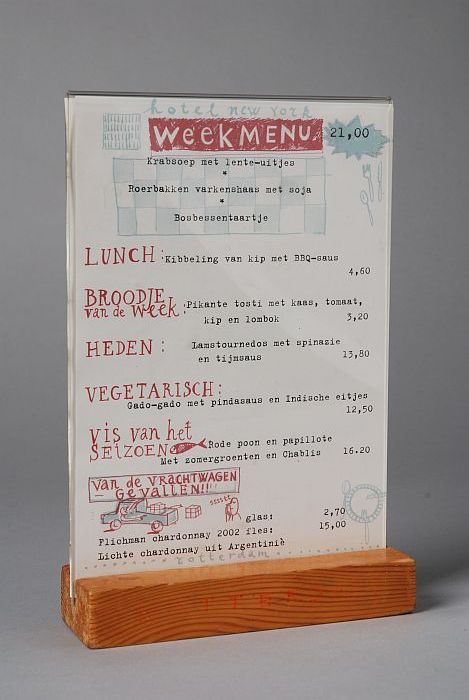 hotel new york
WEEKMENU 21,00
Krabsoep met lente-uitjes
*
Roerbakken varkenshaas met soja
*
Bosbessentaartje
LUNCH: Kibbeling van kip met BBQ-saus
4,60
BROODJE
van de week: Pikante tosti met kaas, tomaat,
kip en lombok 3,20
HEDEN: Lamstournedos met spinazie
en tijmsaus 13,80
VEGETARISCH:
Gado-gado met pindasaus en Indische eitjes
12,50
vis van het
SEIZOEN Rode poon en papillote
Met zomergroenten en Chablis 16.20
van de VRACHTWAGEN
GEVALLEN!!
ssssss
glas: 2,70
Flichman chardonnay 2002 fles: 15,00
Lichte chardonnay uit Argentinië
rotterdam